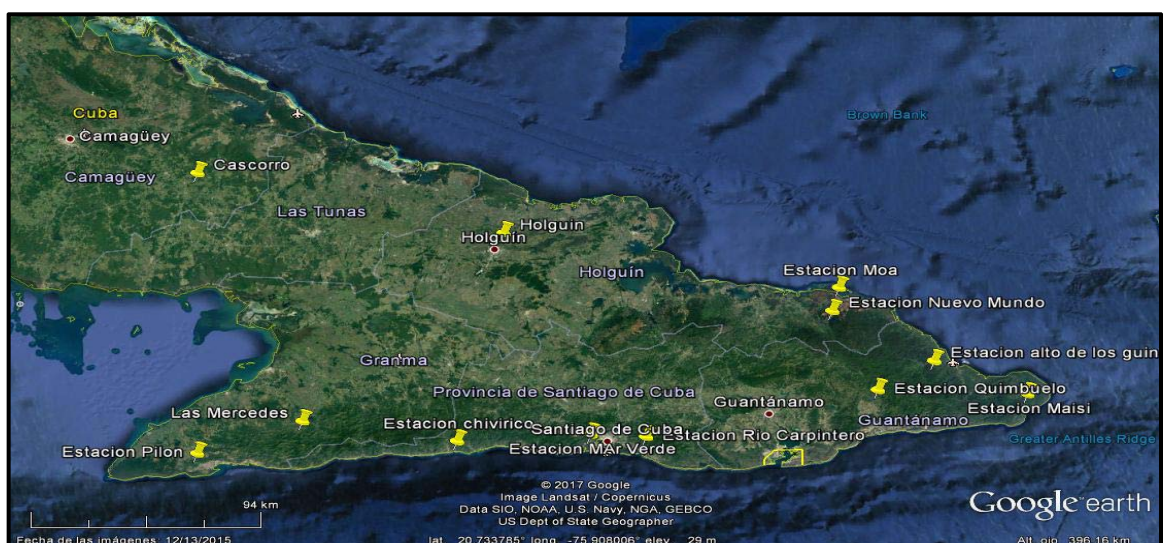 Cuba
Camagüey
Camagüey
Cascorro
Brown Bank
Las Tunas
Holguin
Holguín
Holguín
Estacion Moa
Estacion Nuevo Mundo
Granma
Estacion alto de los guin
Provincia de Santiago de Cuba
Estacion Quimbuelo
Guantánamo
Estacion Maisi
Las Mercedes
Estacion chivirico
Santiago de Cuba
Guantánamo
Estacion Rio Carpintero
Greater Antilles Ridge
Estacion Pilon
Estacion MAr Verde
© 2017 Google
Image Landsat / Copernicus
Data SIO, NOAA, U.S. Navy, NGA, GEBCO
US Dept of State Geographer
94 km
Google earth
Fecha de las imágenes: 12/13/2015
lat. 20.733785° long. -75.908006° elev. 29 m
Alt. ojo 396.16 km